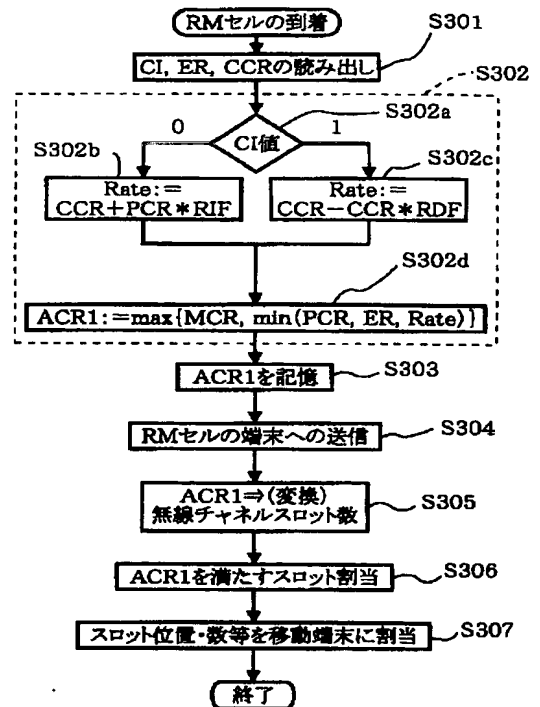 RMセルの到着
S301
CI, ER, CCRの読み出し
S302
S302a
0
CI値
1
S302b
S302c
Rate:=
CCR+PCR*RIF
Rate:=
CCR−CCR*RDF
S302d
ACR1:=max{MCR, min(PCR, ER, Rate)}
ACR1を記憶
S303
RMセルの端末への送信
S304
ACR1⇒(変換)
無線チャネルスロット数
S305
ACR1を満たすスロット割当
S306
スロット位置・数等を移動端末に割当
S307
終了